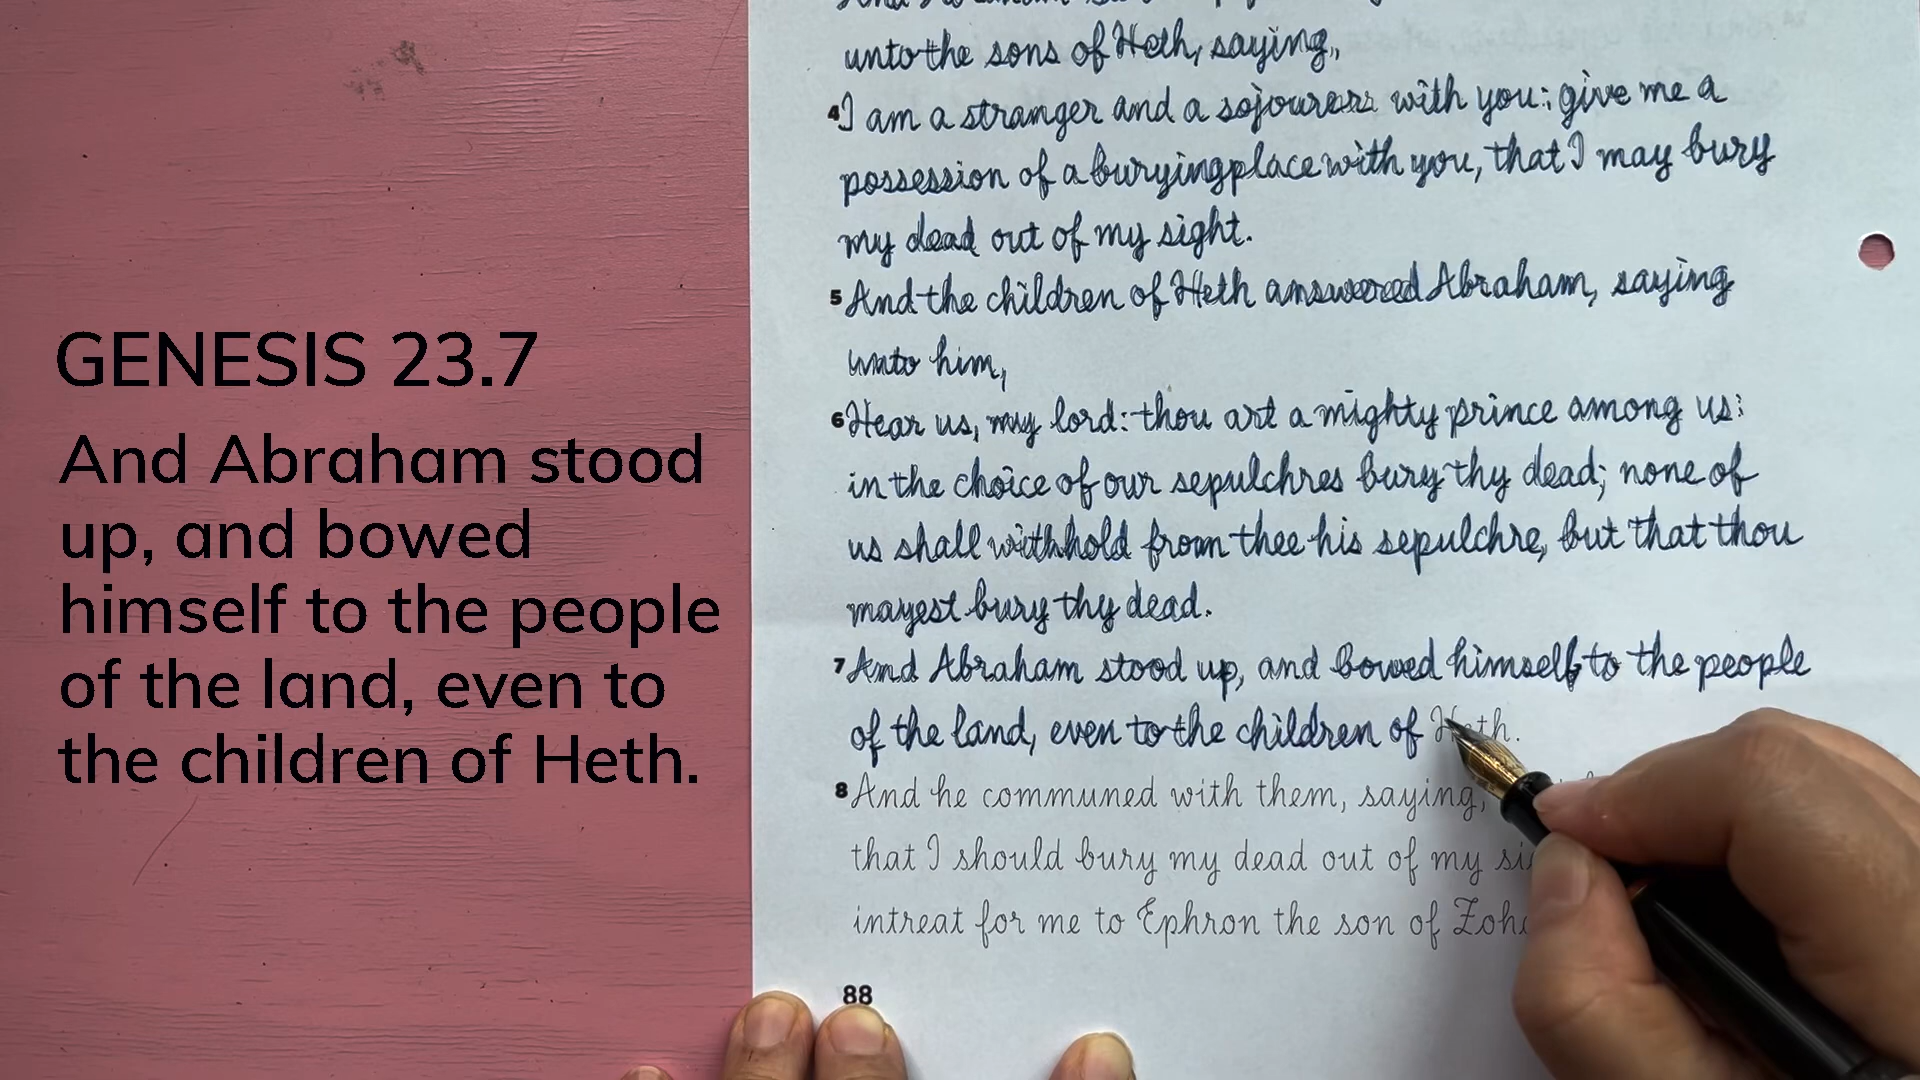 GENESIS 23.7
And Abraham stood
up, and bowed
himself to the people
of the land, even to
the children of Heth.
unto the sons of Heth, saying,
4 I am a stranger and a sojourner with you: give me a
possession of a buryingplace with you, that I may bury
my dead out of my sight.
5 And the children of Heth answered Abraham, saying
unto him,
6 Hear us, my lord: thou art a mighty prince among us:
in the choice of our sepulchres bury thy dead; none of
us shall withhold from thee his sepulchre, but that thou
mayest bury thy dead.
7 And Abraham stood up, and bowed himself to the people
of the land, even to the children of Heth.
8 And he communed with them, saying,
that I should bury my dead out of my
intreat for me to Ephron the son of
88